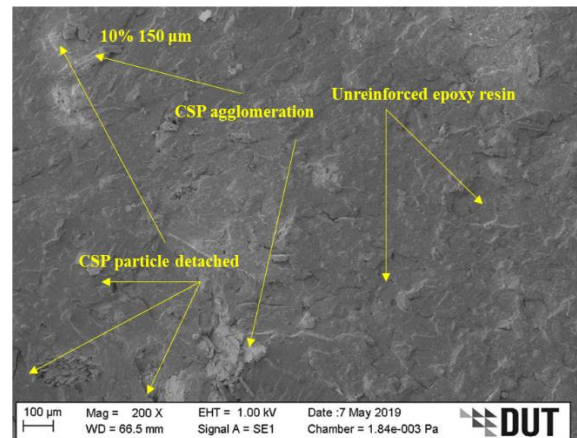 10% 150 µm
CSP agglomeration
Unreinforced epoxy resin
CSP particle detached
100 µm
Mag = 200 X
EHT = 1.00 kV
Date :7 May 2019
WD = 66.5 mm
Signal A = SE1
Chamber = 1.84e-003 Pa
DUT